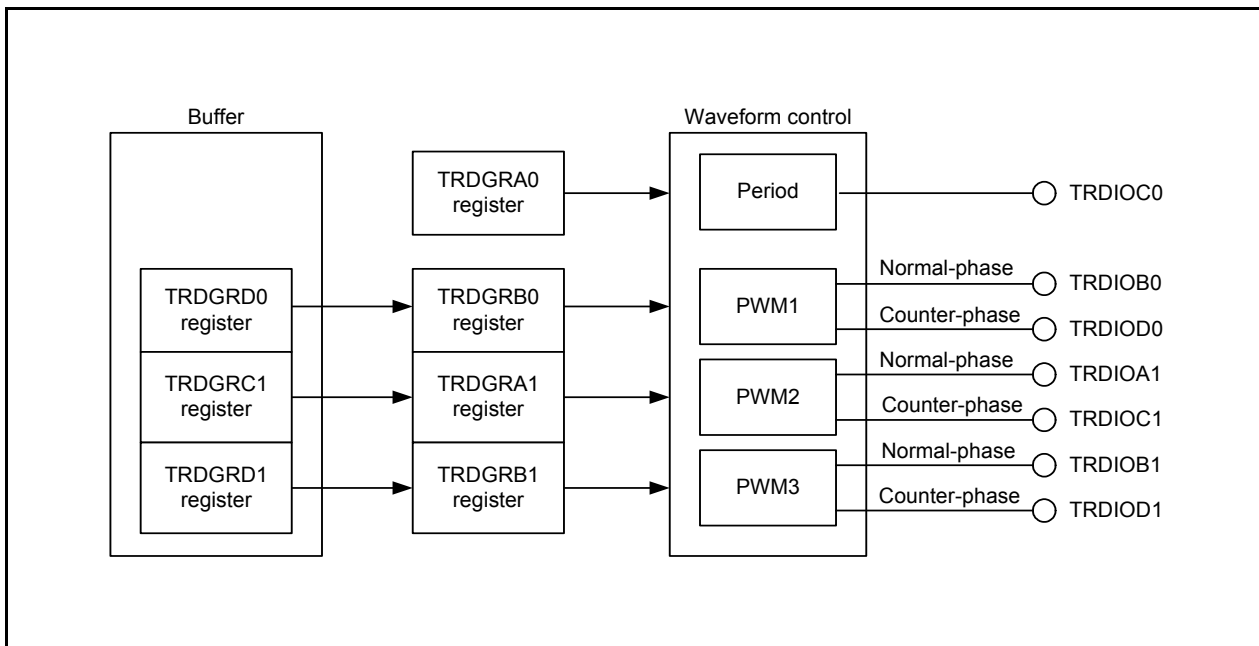 Buffer
Waveform control
TRDGRA0
register
Period
TRDIOC0
TRDGRD0
register
TRDGRB0
register
PWM1
Normal-phase
TRDIOB0
Counter-phase
TRDIOD0
TRDGRC1
register
TRDGRA1
register
PWM2
Normal-phase
TRDIOA1
Counter-phase
TRDIOC1
TRDGRD1
register
TRDGRB1
register
PWM3
Normal-phase
TRDIOB1
Counter-phase
TRDIOD1